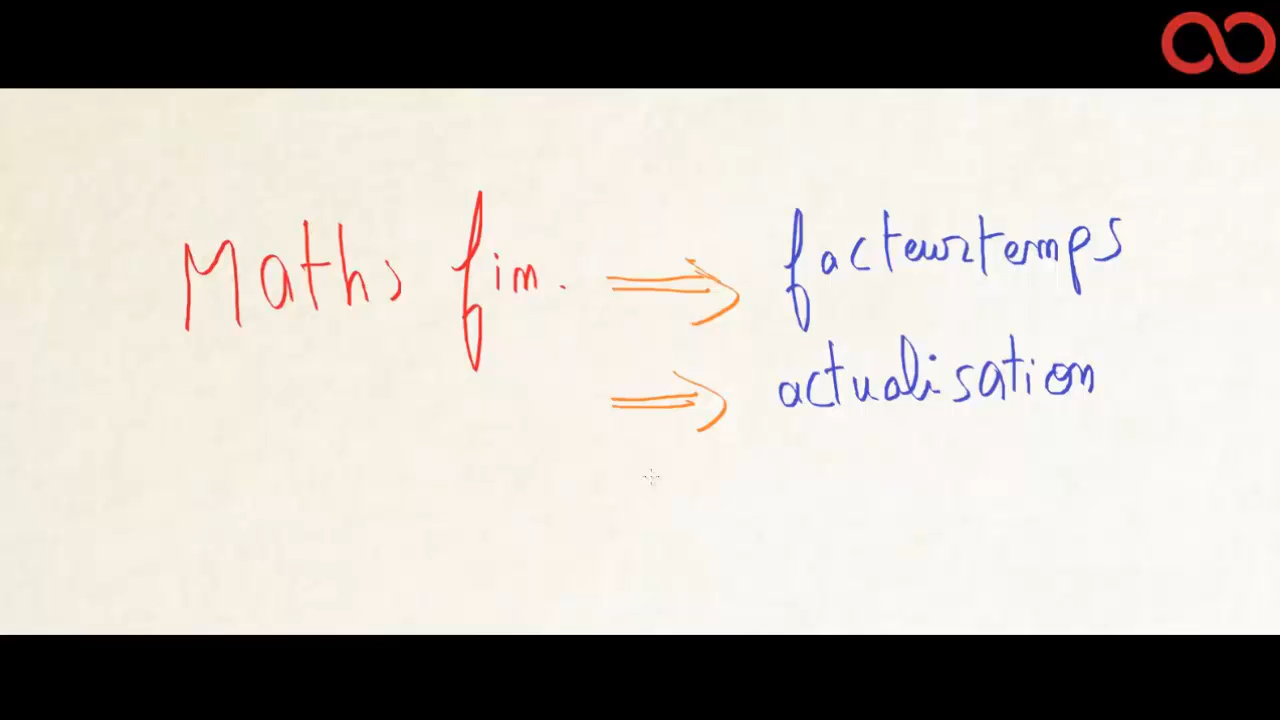 Maths fin. ⇒ facteur temps
⇒ actualisation